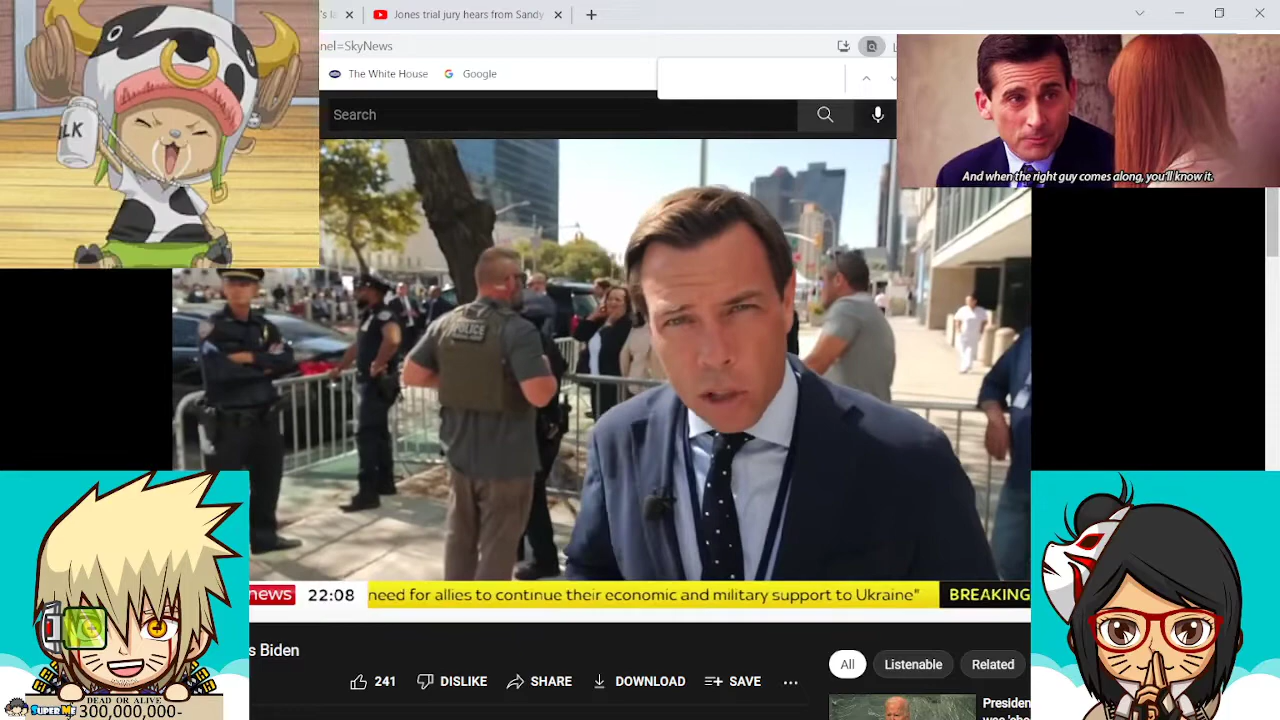 's la
Jones trial jury hears from Sandy
nel=SkyNews
The White House
Google
Search
And when the right guy comes along, you'll know it.
LK
POLICE
news 22:08 need for allies to continue their economic and military support to Ukraine" BREAKING
s Biden
241 DISLIKE SHARE DOWNLOAD SAVE
All Listenable Related
Presiden
DEAD OR ALIVE
SUPER ME
300,000,000-